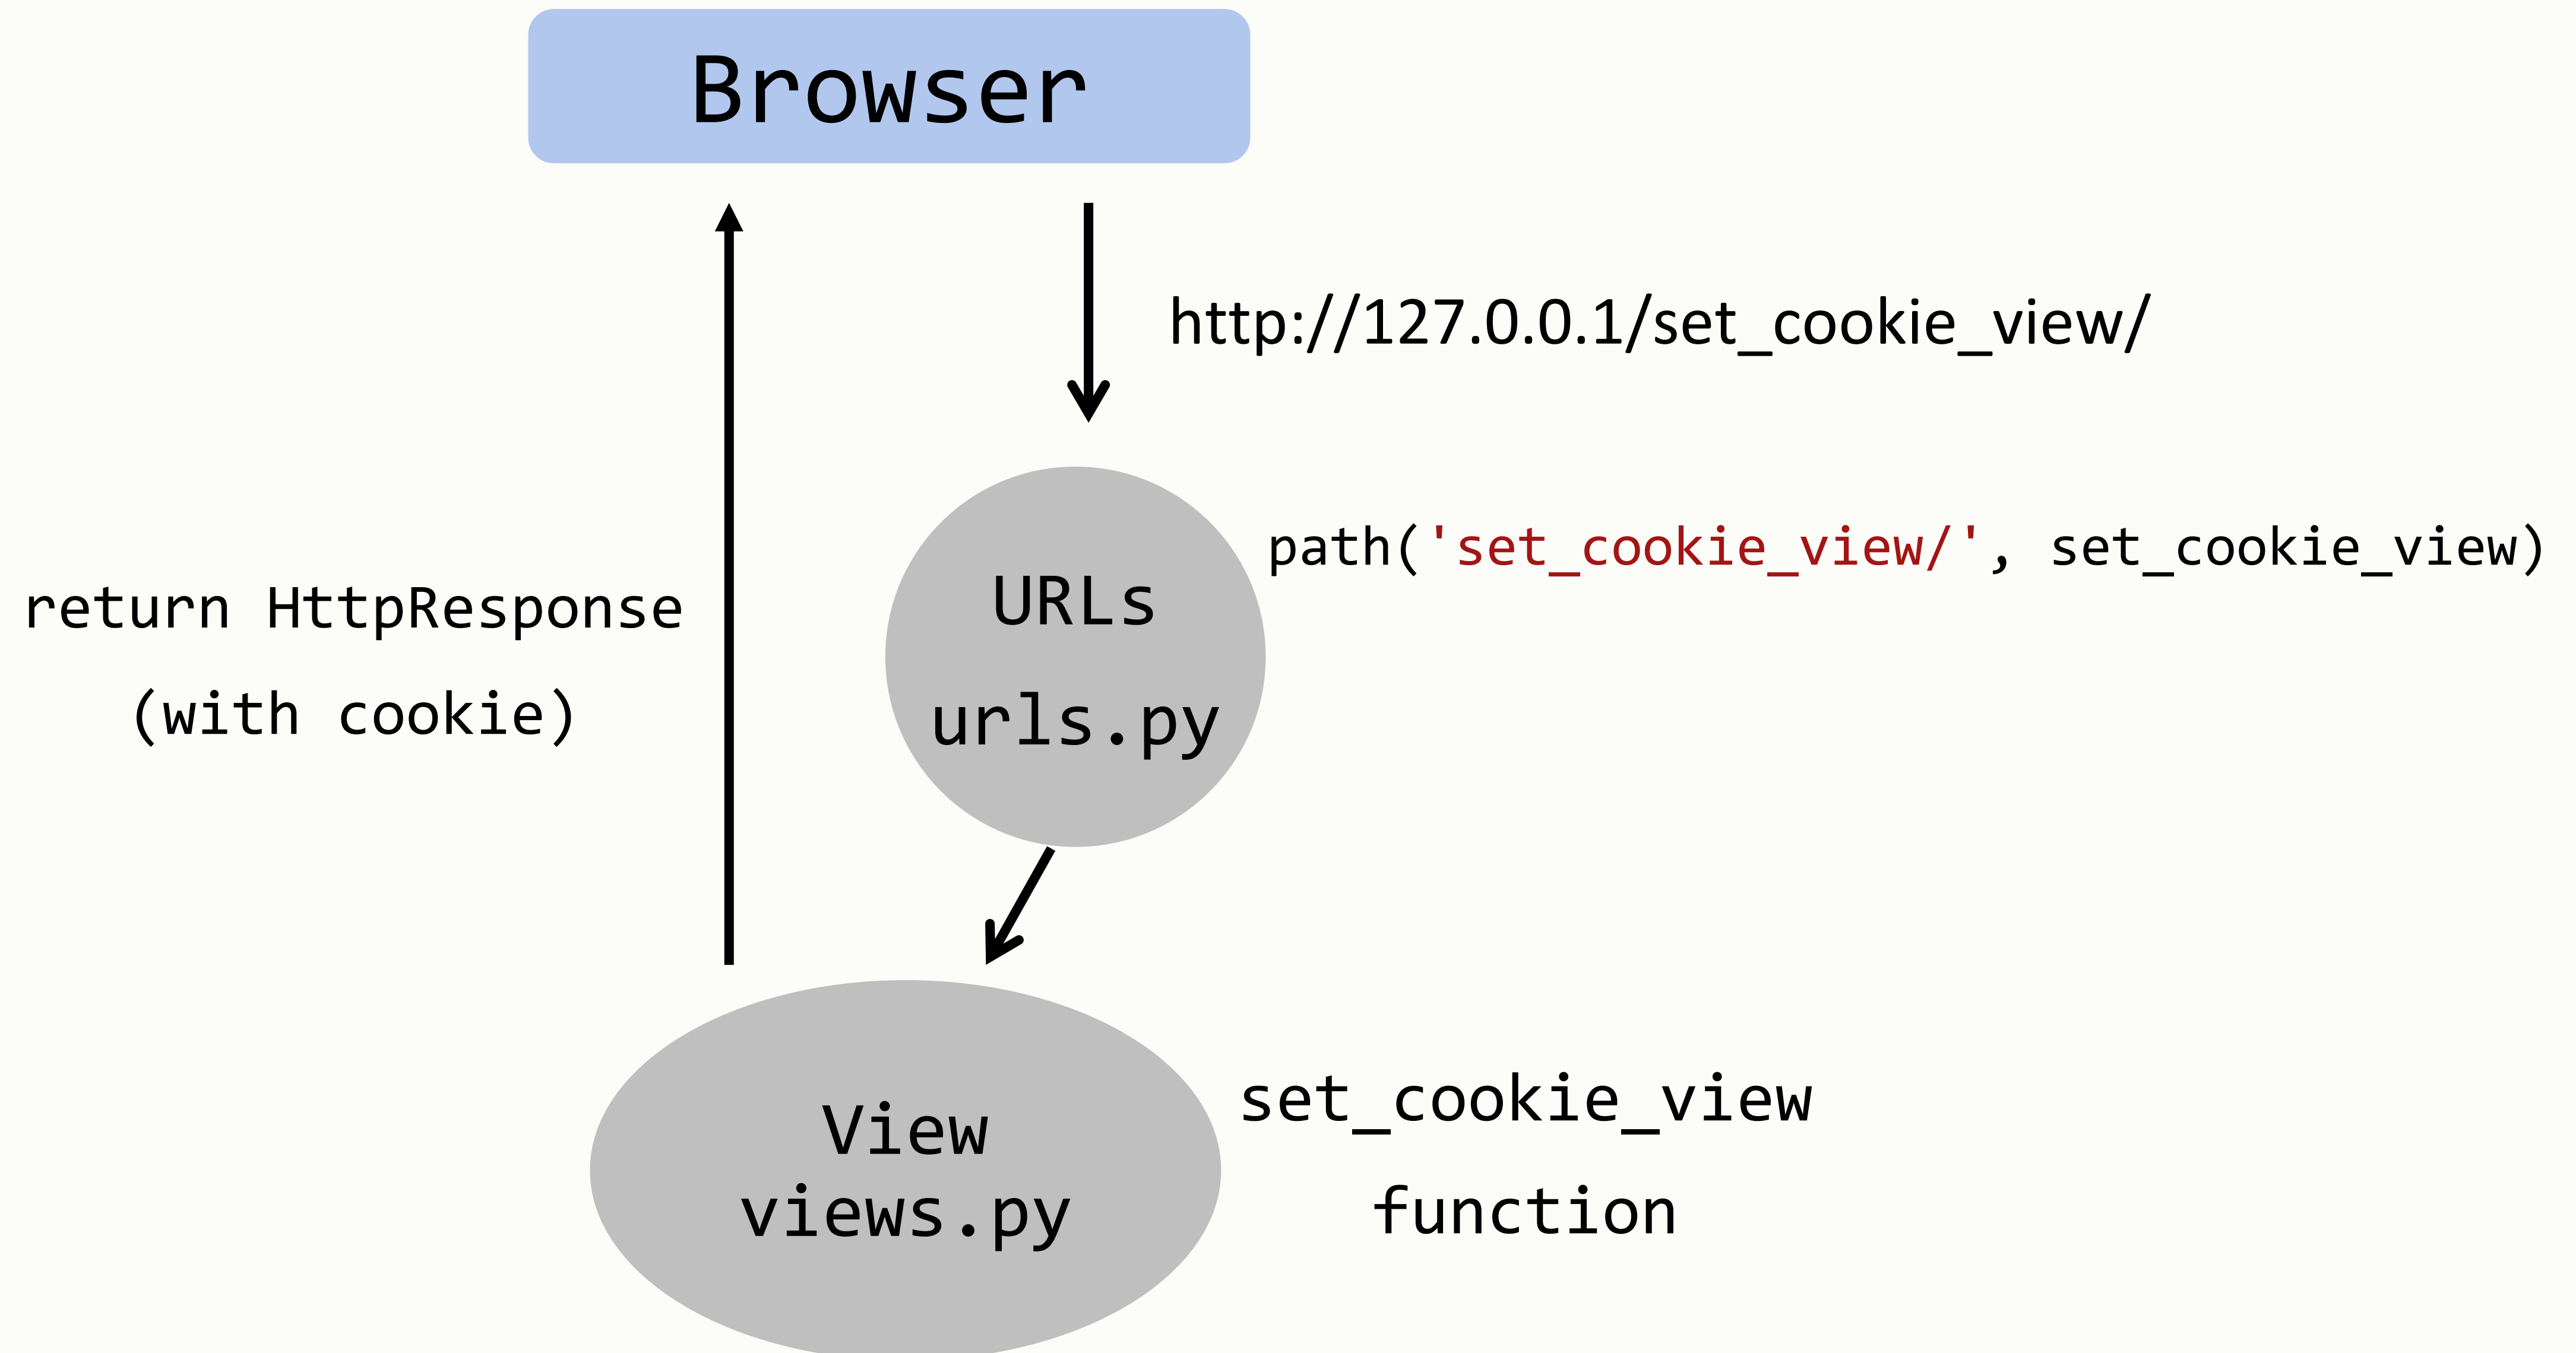 Browser
http://127.0.0.1/set_cookie_view/
path('set_cookie_view/', set_cookie_view)
return HttpResponse
(with cookie)
URLs
urls.py
View
views.py
set_cookie_view
function